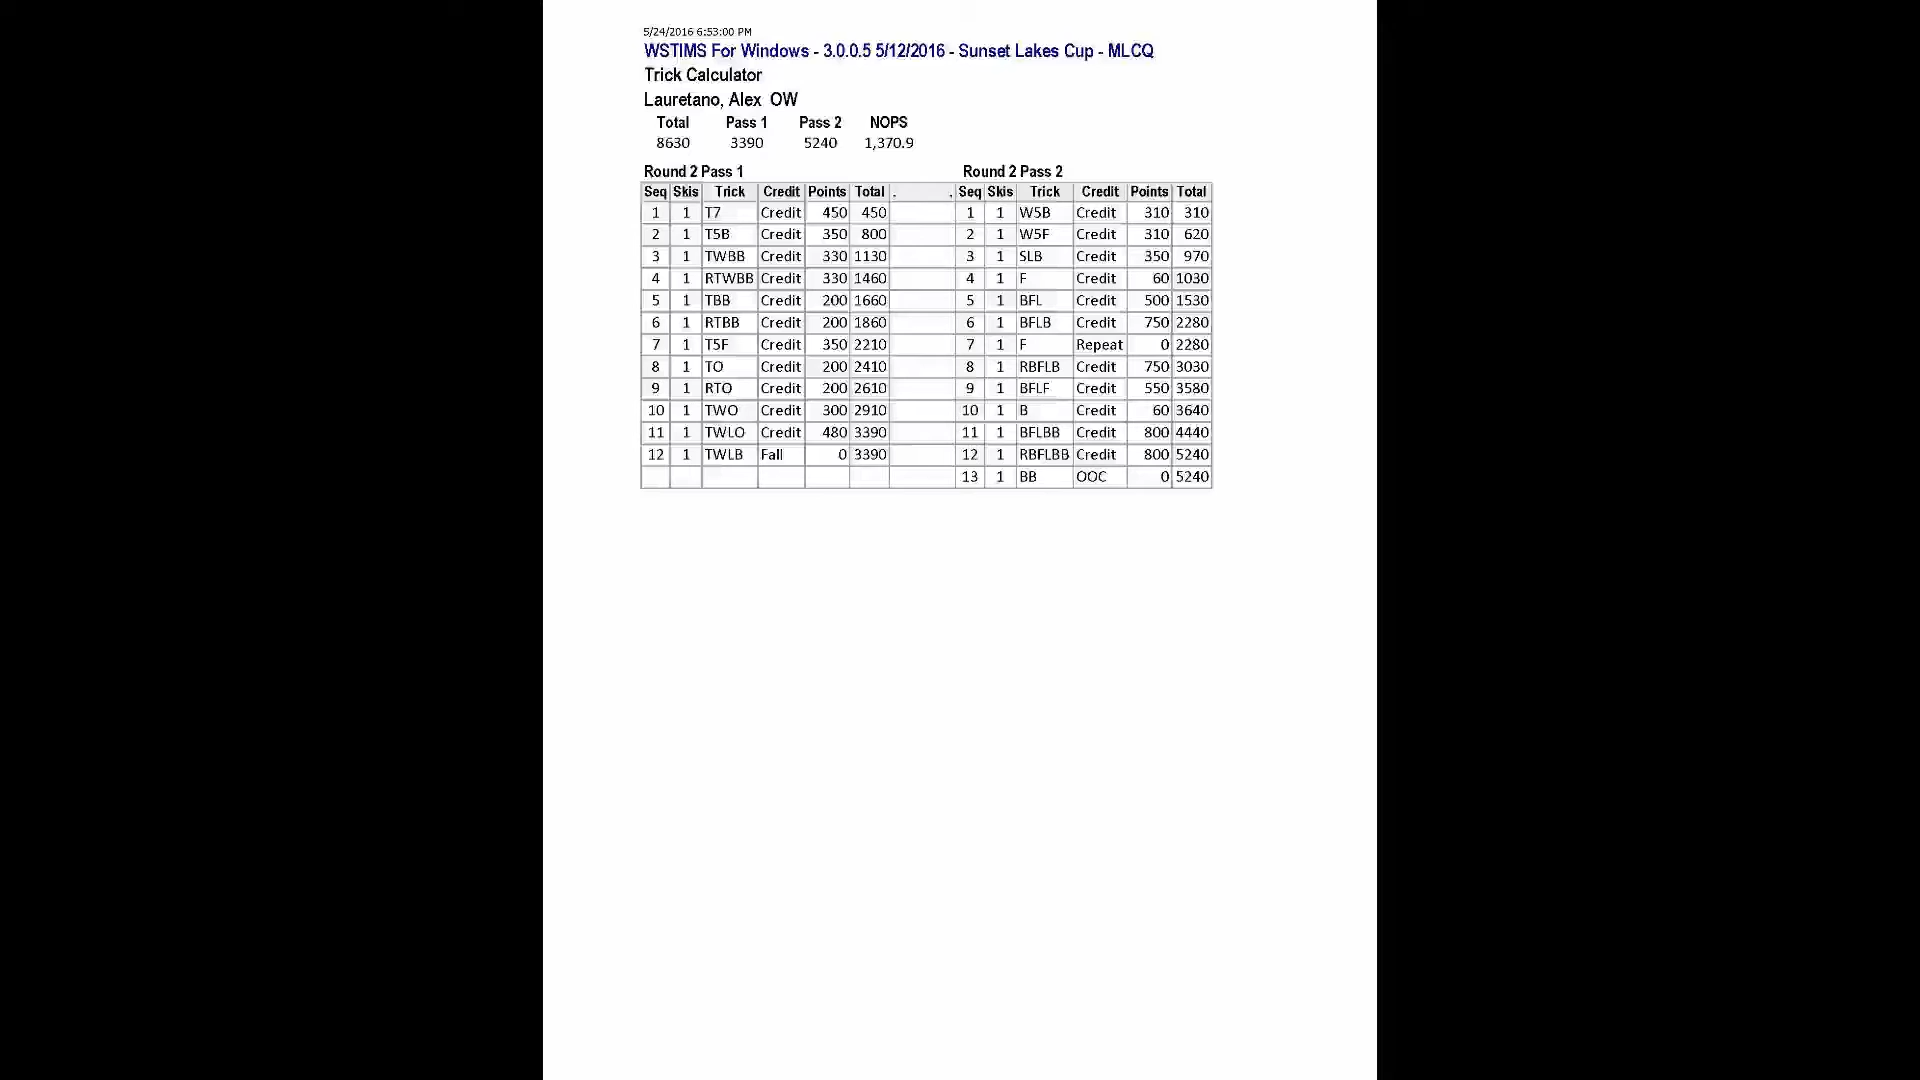 5/24/2016 6:53:00 PM
WSTIMS For Windows - 3.0.0.5 5/12/2016 - Sunset Lakes Cup - MLCQ
Trick Calculator
Lauretano, Alex OW
Total Pass 1 Pass 2 NOPS
8630 3390 5240 1,370.9
Round 2 Pass 1 Round 2 Pass 2
Seq Skis Trick Credit Points Total . . Seq Skis Trick Credit Points Total
1 1 T7 Credit 450 450 1 1 W5B Credit 310 310
2 1 T5B Credit 350 800 2 1 W5F Credit 310 620
3 1 TWBB Credit 330 1130 3 1 SLB Credit 350 970
4 1 RTWBB Credit 330 1460 4 1 F Credit 60 1030
5 1 TBB Credit 200 1660 5 1 BFL Credit 500 1530
6 1 RTBB Credit 200 1860 6 1 BFLB Credit 750 2280
7 1 T5F Credit 350 2210 7 1 F Repeat 0 2280
8 1 TO Credit 200 2410 8 1 RBFLB Credit 750 3030
9 1 RTO Credit 200 2610 9 1 BFLF Credit 550 3580
10 1 TWO Credit 300 2910 10 1 B Credit 60 3640
11 1 TWLO Credit 480 3390 11 1 BFLBB Credit 800 4440
12 1 TWLB Fall 0 3390 12 1 RBFLBB Credit 800 5240
13 1 BB OOC 0 5240